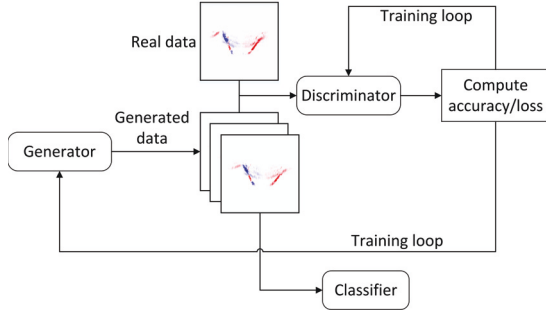 Training loop
Real data
Discriminator
Compute
accuracy/loss
Generated
data
Generator
Training loop
Classifier